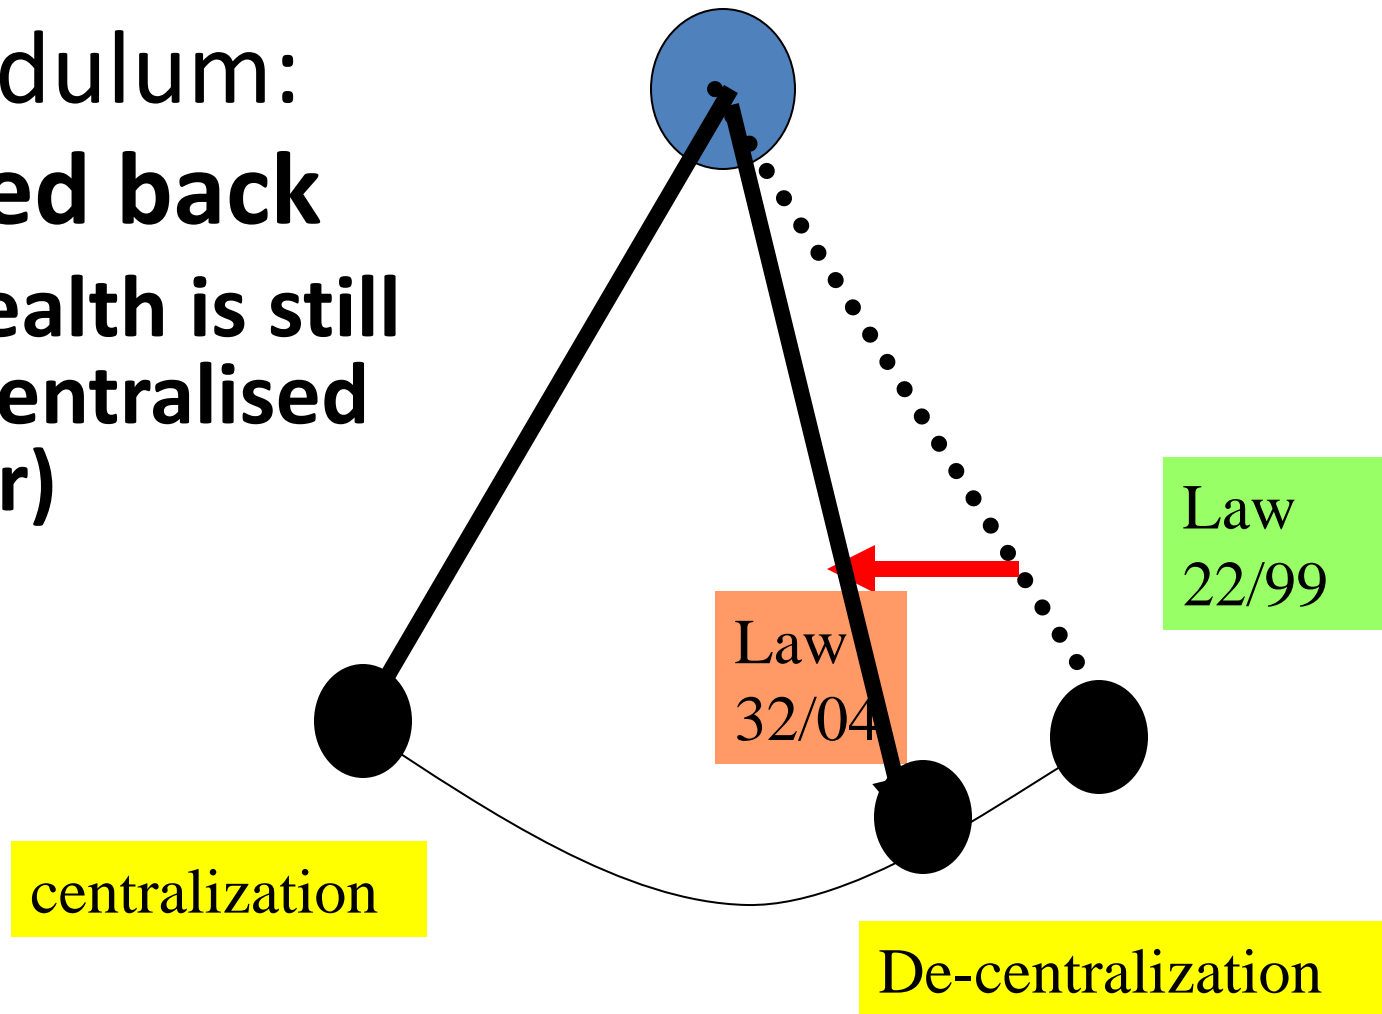 dulum:
ed back
ealth is still
entralised
r)
Law
22/99
Law
32/04
centralization
De-centralization